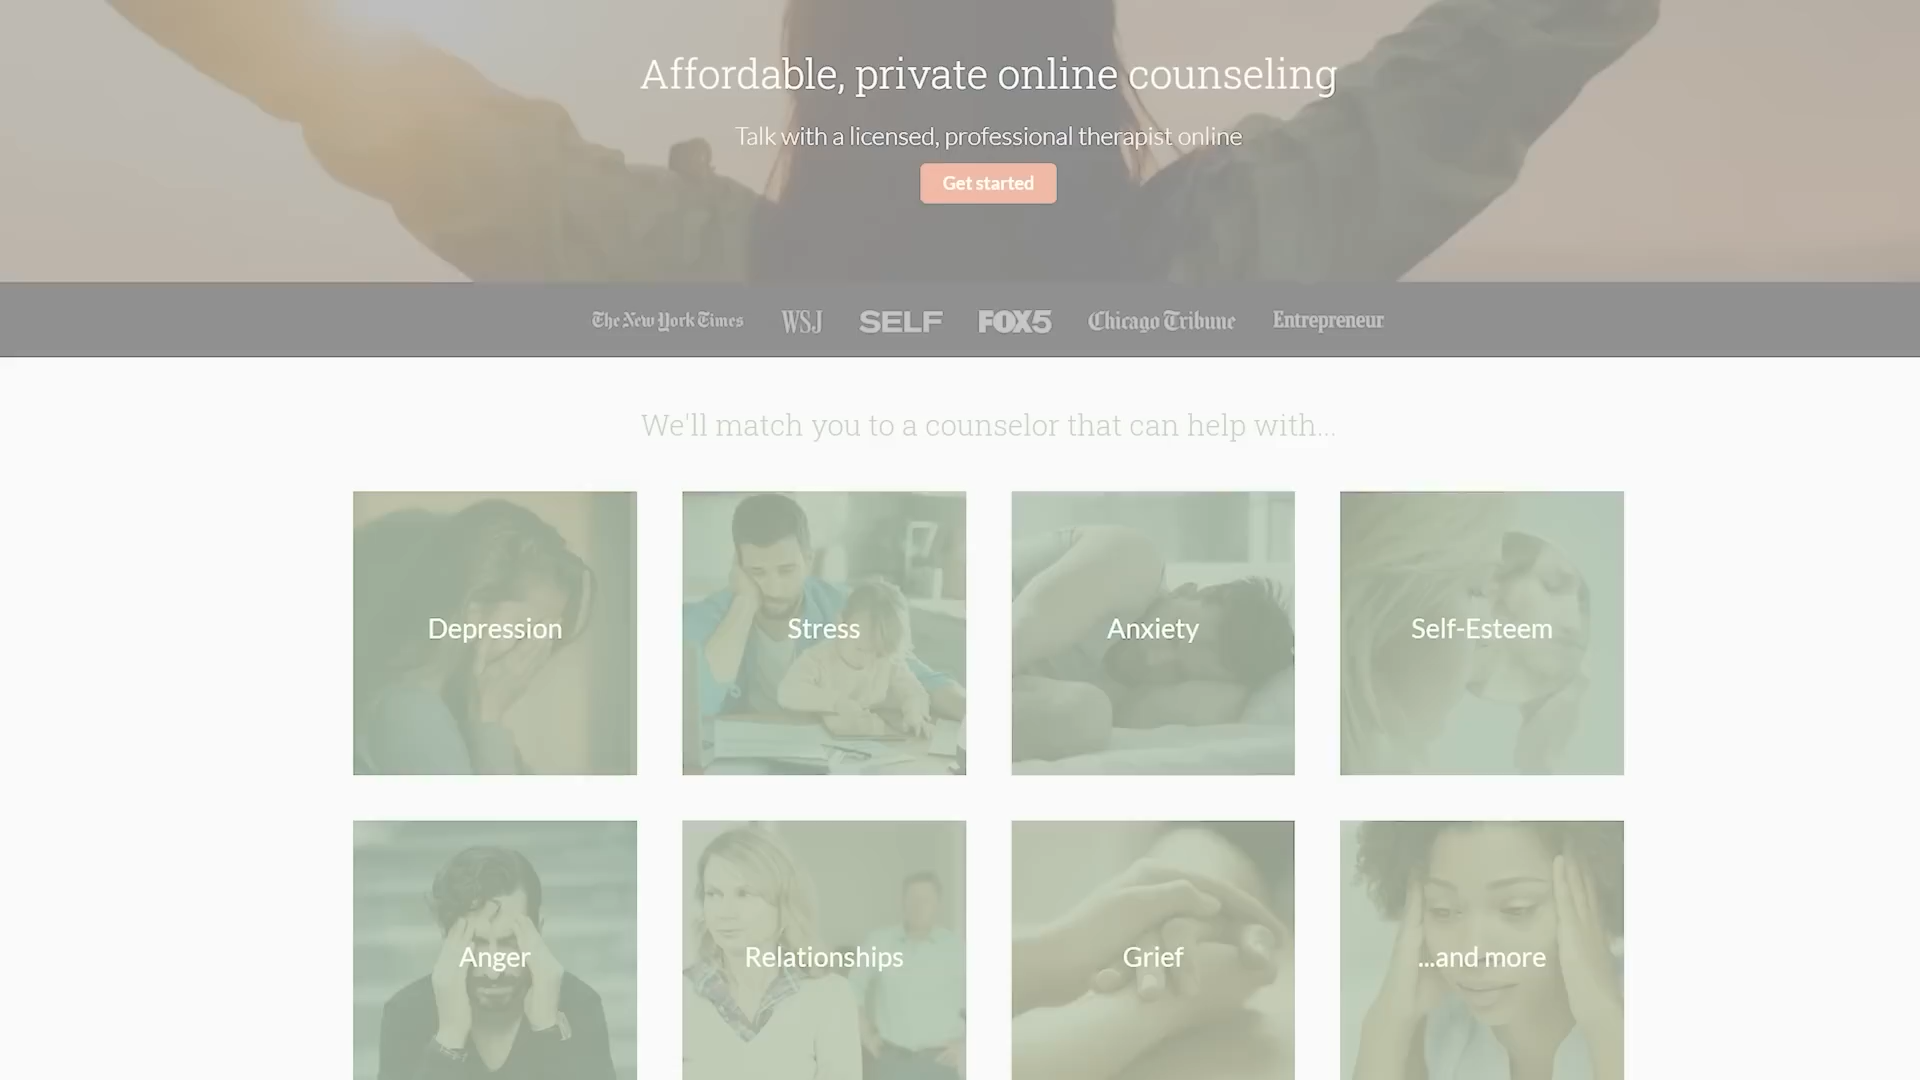 Affordable, private online counseling
Talk with a licensed, professional therapist online
Get started
The New York Times WSJ SELF FOX5 Chicago Tribune Entrepreneur
We'll match you to a counselor that can help with...
Depression Stress Anxiety Self-Esteem
Anger Relationships Grief ...and more